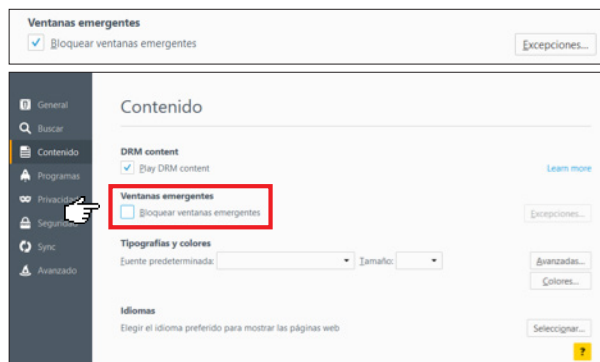 Ventanas emergentes
Bloquear ventanas emergentes
Excepciones...
General
Buscar
Contenido
Programas
Privacidad
Seguridad
Sync
Avanzado
Contenido
DRM content
Play DRM content
Learn more
Ventanas emergentes
Bloquear ventanas emergentes
Excepciones...
Tipografías y colores
Fuente predeterminada: Tamaño: Avanzadas...
Colores...
Idiomas
Elegir el idioma preferido para mostrar las páginas web
Seleccignar...
?